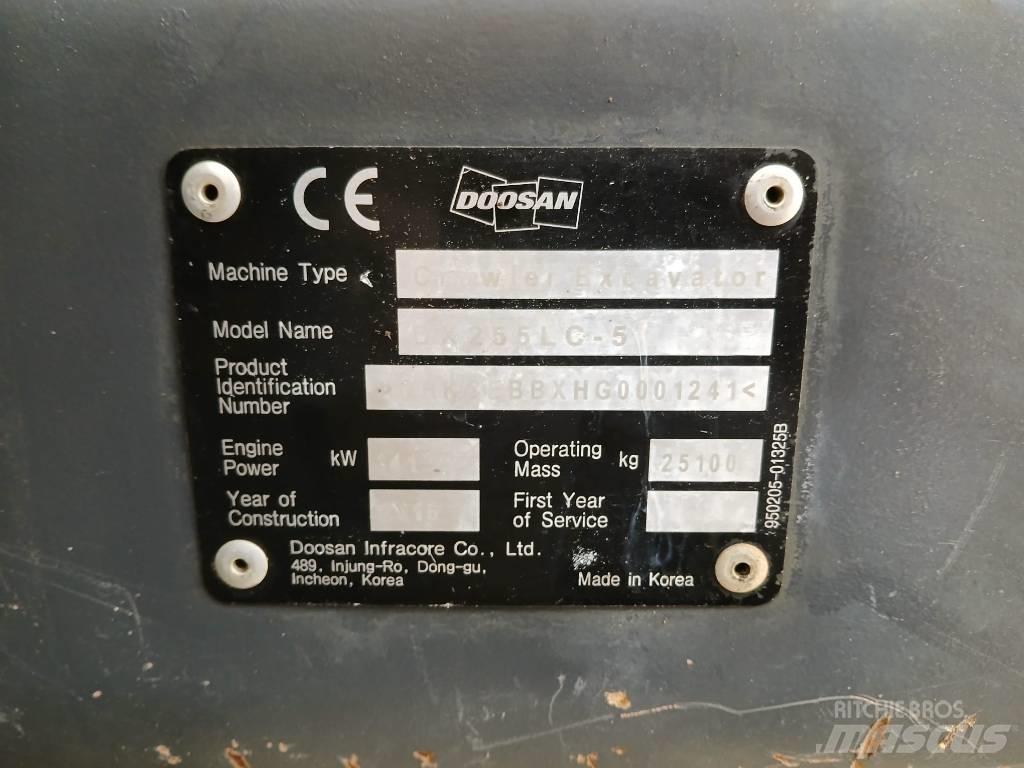 CE DOOSAN
Machine Type Crawler Excavator
Model Name DX255LC-5
Product
Identification BBXHG0001241<
Number
Engine
Power kW
Operating
Mass kg 25100
Year of
Construction
First Year
of Service
950205-01325B
Doosan Infracore Co., Ltd.
489, Injung-Ro, Dong-gu,
Incheon, Korea
Made in Korea
RITCHIE BROS
MASCUS